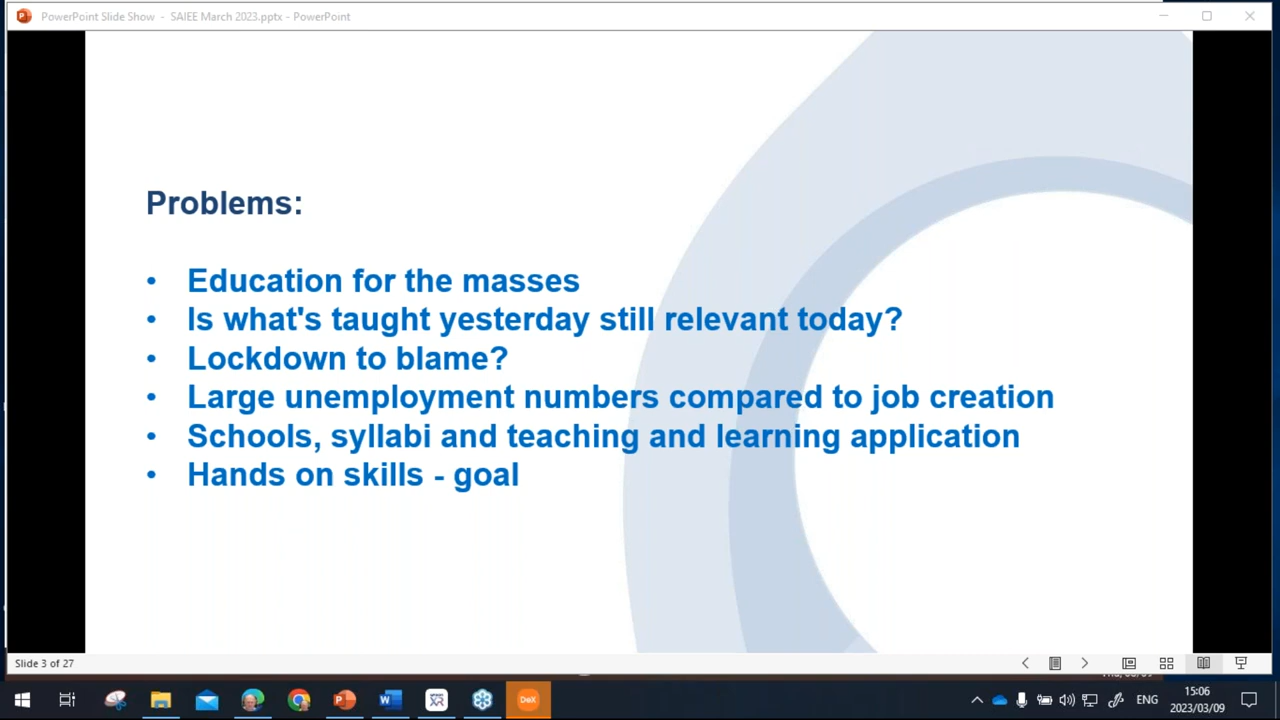 PowerPoint Slide Show - SAIEE March 2023.pptx - PowerPoint
Problems:
• Education for the masses
• Is what's taught yesterday still relevant today?
• Lockdown to blame?
• Large unemployment numbers compared to job creation
• Schools, syllabi and teaching and learning application
• Hands on skills - goal
Slide 3 of 27
DeX
XR
ENG
15:06
2023/03/09